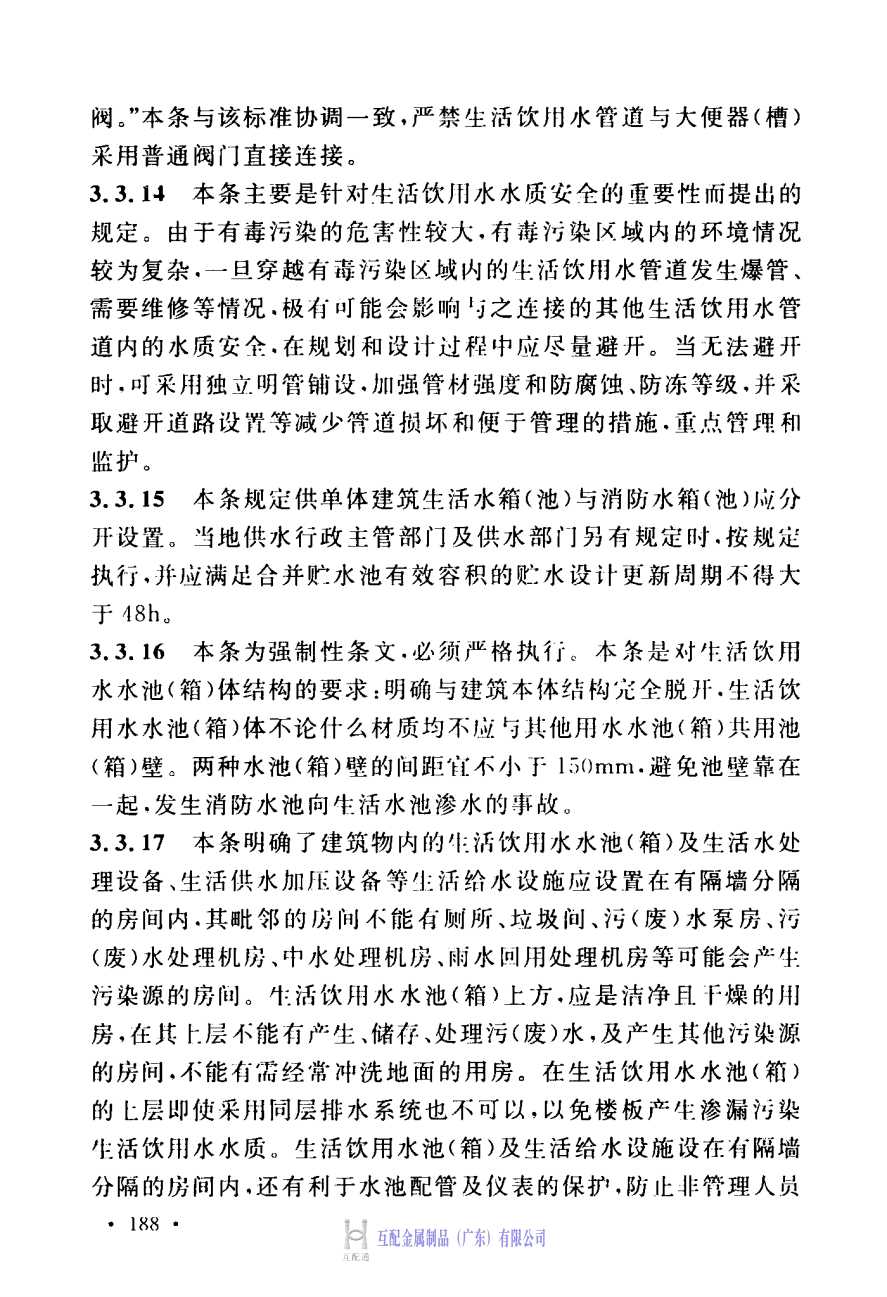 阀。”本条与该标准协调一致,严禁生活饮用水管道与大便器(槽)
采用普通阀门直接连接。
3.3.14 本条主要是针对生活饮用水水质安全的重要性而提出的
规定。由于有毒污染的危害性较大,有毒污染区域内的环境情况
较为复杂,一旦穿越有毒污染区域内的生活饮用水管道发生爆管、
需要维修等情况,极有可能会影响与之连接的其他生活饮用水管
道内的水质安全,在规划和设计过程中应尽量避开。当无法避开
时,可采用独立明管铺设,加强管材强度和防腐蚀、防冻等级,并采
取避开道路设置等减少管道损坏和便于管理的措施,重点管理和
监护。
3.3.15 本条规定供单体建筑生活水箱(池)与消防水箱(池)应分
开设置。当地供水行政主管部门及供水部门另有规定时,按规定
执行,并应满足合并贮水池有效容积的贮水设计更新周期不得大
于 48h。
3.3.16 本条为强制性条文,必须严格执行。本条是对生活饮用
水水池(箱)体结构的要求:明确与建筑本体结构完全脱开,生活饮
用水水池(箱)体不论什么材质均不应与其他用水水池(箱)共用池
(箱)壁。两种水池(箱)壁的间距宜不小于 150mm,避免池壁靠在
一起,发生消防水池向生活水池渗水的事故。
3.3.17 本条明确了建筑物内的生活饮用水水池(箱)及生活水处
理设备、生活供水加压设备等生活给水设施应设置在有隔墙分隔
的房间内,其毗邻的房间不能有厕所、垃圾间、污(废)水泵房、污
(废)水处理机房、中水处理机房、雨水回用处理机房等可能会产生
污染源的房间。生活饮用水水池(箱)上方,应是洁净且干燥的用
房,在其上层不能有产生、储存、处理污(废)水,及产生其他污染源
的房间,不能有需经常冲洗地面的用房。在生活饮用水水池(箱)
的上层即使采用同层排水系统也不可以,以免楼板产生渗漏污染
生活饮用水水质。生活饮用水池(箱)及生活给水设施设在有隔墙
分隔的房间内,还有利于水池配管及仪表的保护,防止非管理人员
· 188 ·
互配通 互配金属制品（广东）有限公司